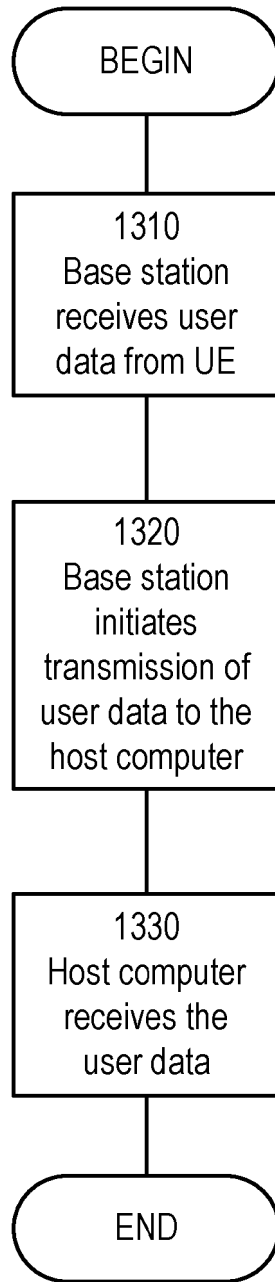 BEGIN
1310
Base station
receives user
data from UE
1320
Base station
initiates
transmission of
user data to the
host computer
1330
Host computer
receives the
user data
END